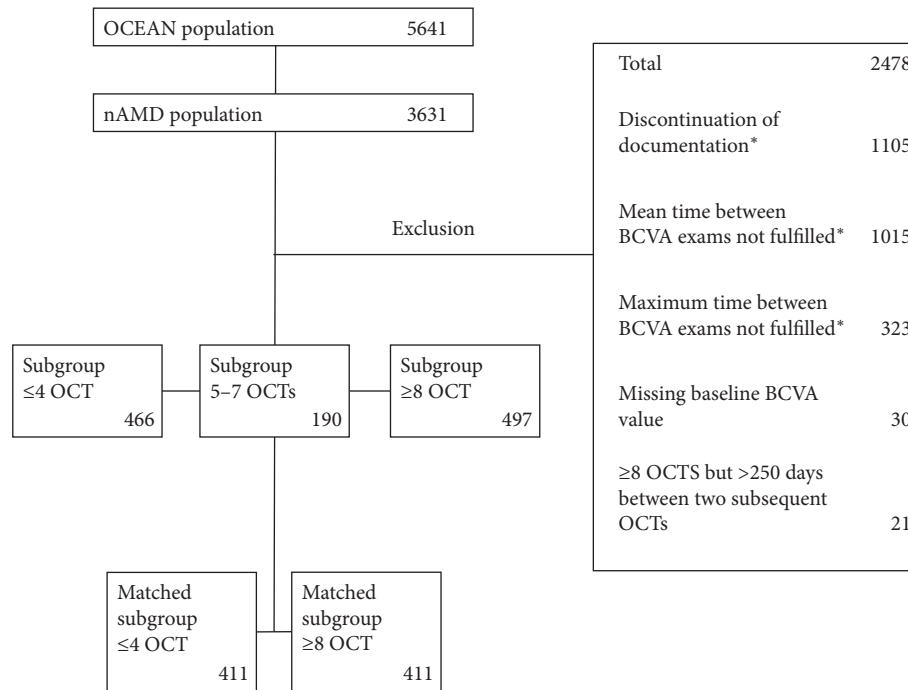 OCEAN population 5641
nAMD population 3631
Total 2478
Discontinuation of
documentation* 1105
Mean time between
BCVA exams not fulfilled* 1015
Maximum time between
BCVA exams not fulfilled* 323
Missing baseline BCVA
value 30
≥8 OCTS but >250 days
between two subsequent
OCTs 21
Exclusion
Subgroup
≤4 OCT
466
Subgroup
5–7 OCTs
190
Subgroup
≥8 OCT
497
Matched
subgroup
≤4 OCT
411
Matched
subgroup
≥8 OCT
411